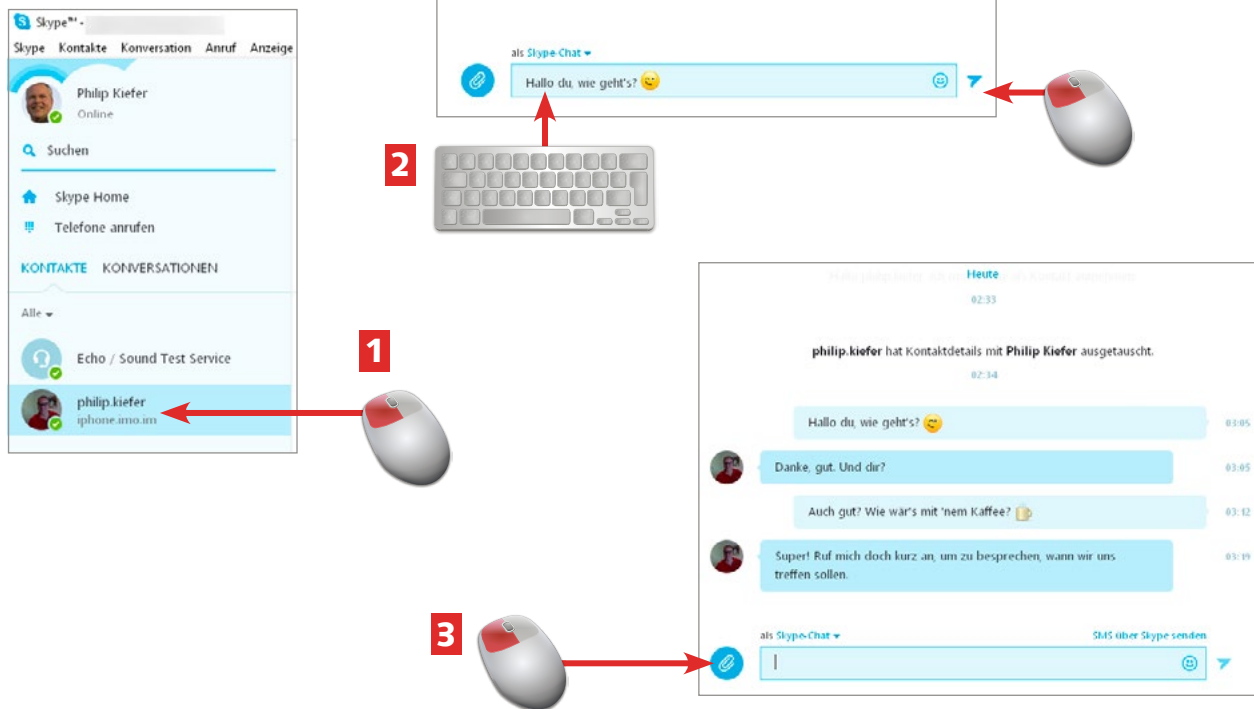 Skype™ -
Skype Kontakte Konversation Anruf Anzeige
Philip Kiefer
Online
Suchen
Skype Home
Telefone anrufen
KONTAKTE KONVERSATIONEN
Alle
Echo / Sound Test Service
philip.kiefer
iphone.imo.im
1
als Skype-Chat
Hallo du, wie geht's?
2
Heute
02:33
philip.kiefer hat Kontaktdetails mit Philip Kiefer ausgetauscht.
02:34
Hallo du, wie geht's? 03:05
Danke, gut. Und dir? 03:05
Auch gut? Wie wär's mit 'nem Kaffee? 03:12
Super! Ruf mich doch kurz an, um zu besprechen, wann wir uns 03:19
treffen sollen.
3
als Skype-Chat SMS über Skype senden